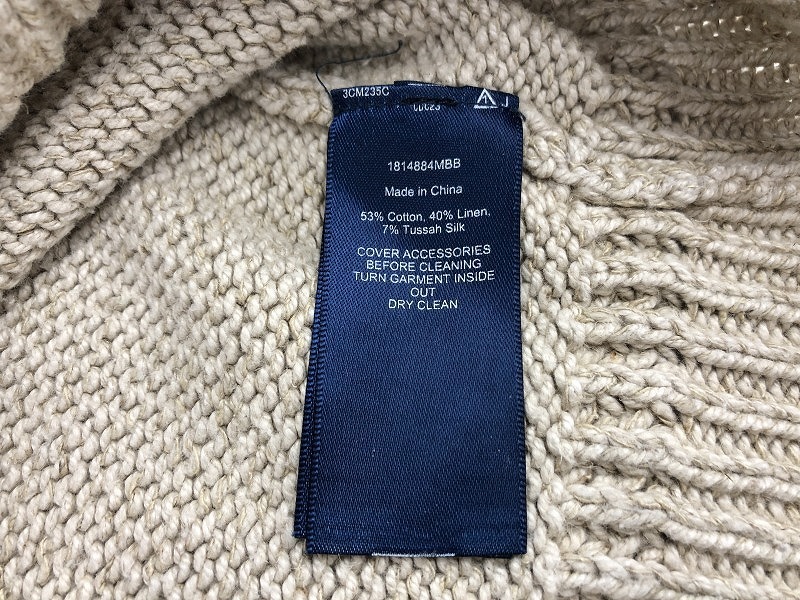 3CM235C
J
1814884MBB
Made in China
53% Cotton, 40% Linen,
7% Tussah Silk
COVER ACCESSORIES
BEFORE CLEANING
TURN GARMENT INSIDE
OUT
DRY CLEAN